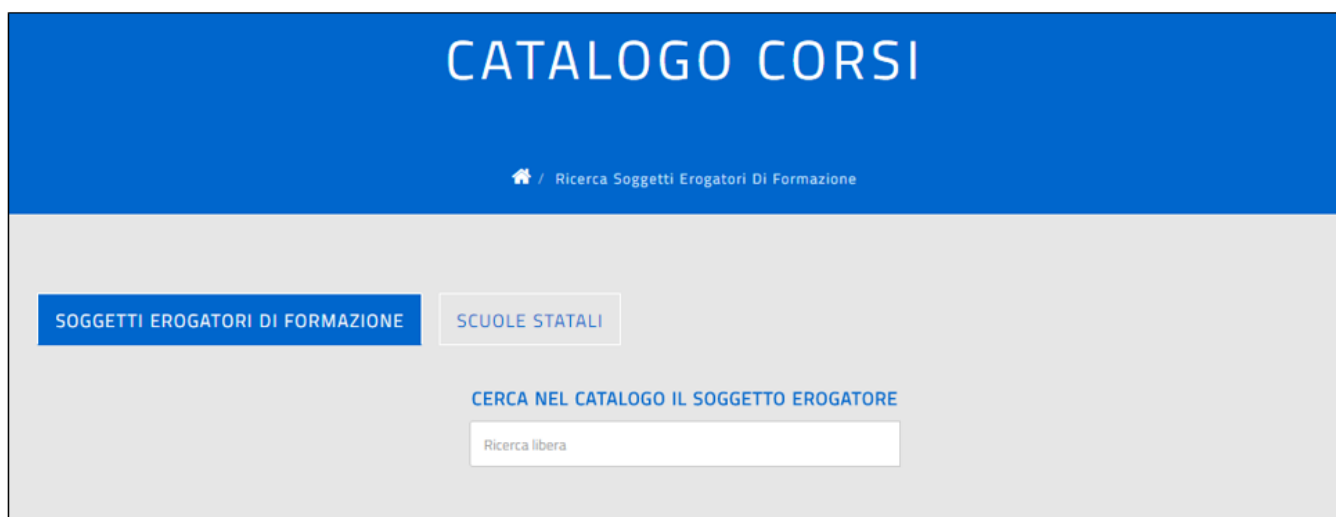 CATALOGO CORSI
/ Ricerca Soggetti Erogatori Di Formazione
SOGGETTI EROGATORI DI FORMAZIONE
SCUOLE STATALI
CERCA NEL CATALOGO IL SOGGETTO EROGATORE
Ricerca libera